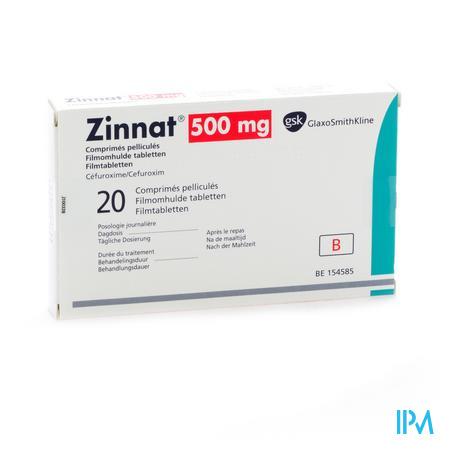 Zinnat® 500 mg
gsk GlaxoSmithKline
Comprimés pelliculés
Filmomhulde tabletten
Filmtabletten
Céfuroxime/Cefuroxim
20 Comprimés pelliculés
Filmomhulde tabletten
Filmtabletten
Posologie journalière
Dagdosis
Tägliche Dosierung
Après le repas
Na de maaltijd
Nach der Mahlzeit
Durée du traitement
Behandelingsduur
Behandlungsdauer
B
BE 154585
IPM